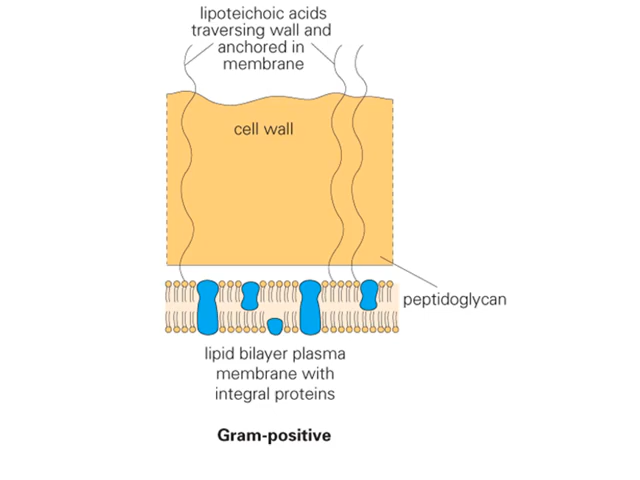 lipoteichoic acids
traversing wall and
anchored in
membrane
cell wall
peptidoglycan
lipid bilayer plasma
membrane with
integral proteins
Gram-positive